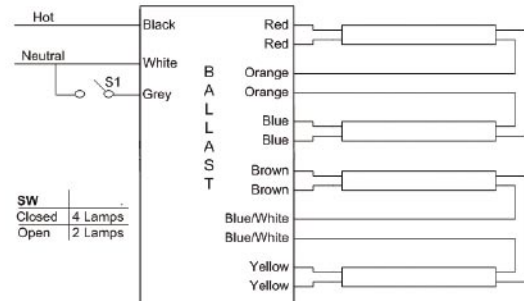 Hot
Black
Neutral
White
S1
Grey
BALLAST
Red
Red
Orange
Orange
Blue
Blue
Brown
Brown
Blue/White
Blue/White
Yellow
Yellow
SW
Closed 4 Lamps
Open 2 Lamps